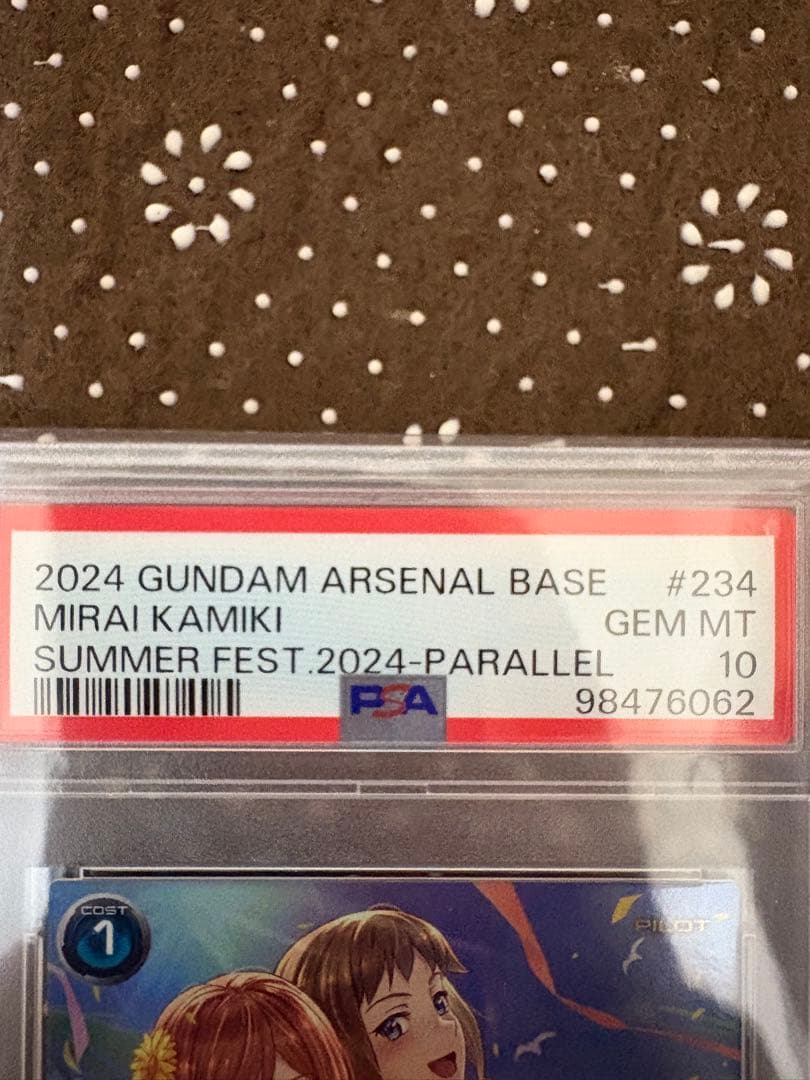 2024 GUNDAM ARSENAL BASE #234
MIRAI KAMIKI GEM MT
SUMMER FEST.2024-PARALLEL 10
PSA 98476062
COST
1
PILOT